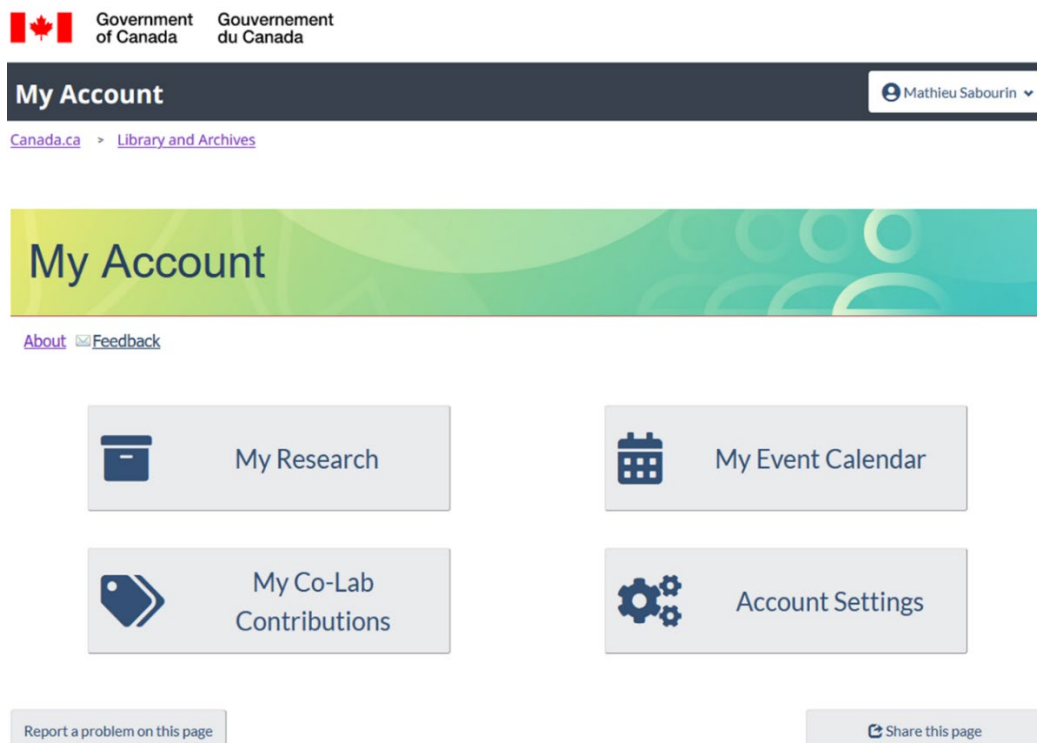 Government Gouvernement
of Canada du Canada
My Account
Mathieu Sabourin
Canada.ca > Library and Archives
My Account
About Feedback
My Research
My Event Calendar
My Co-Lab
Contributions
Account Settings
Report a problem on this page
Share this page